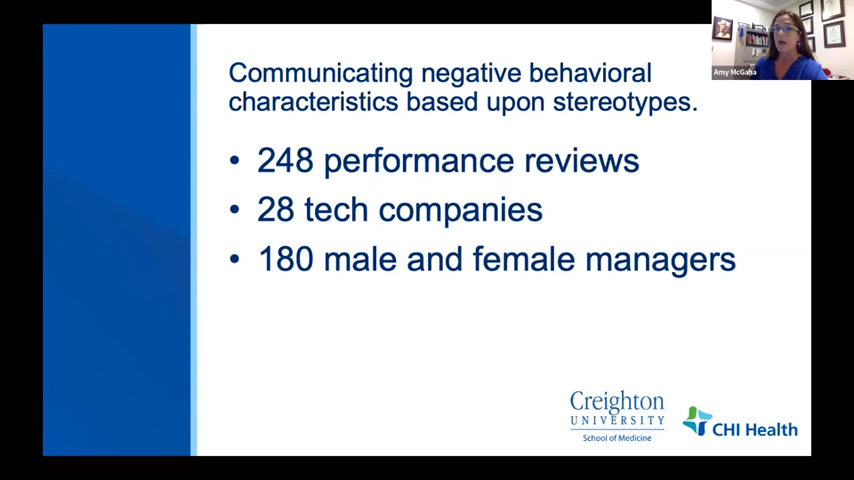 Communicating negative behavioral
characteristics based upon stereotypes.
• 248 performance reviews
• 28 tech companies
• 180 male and female managers
Creighton
UNIVERSITY
School of Medicine
CHI Health
Amy McGaha